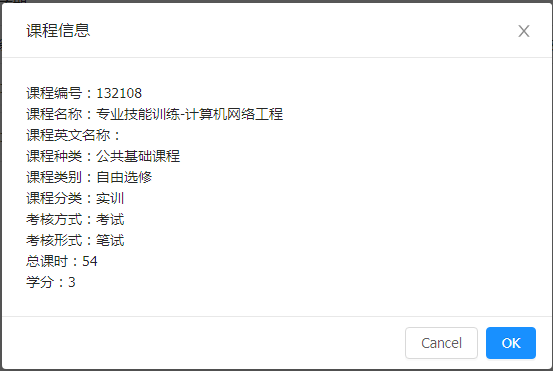 课程信息
课程编号：132108
课程名称：专业技能训练-计算机网络工程
课程英文名称：
课程种类：公共基础课程
课程类别：自由选修
课程分类：实训
考核方式：考试
考核形式：笔试
总课时：54
学分：3
Cancel OK